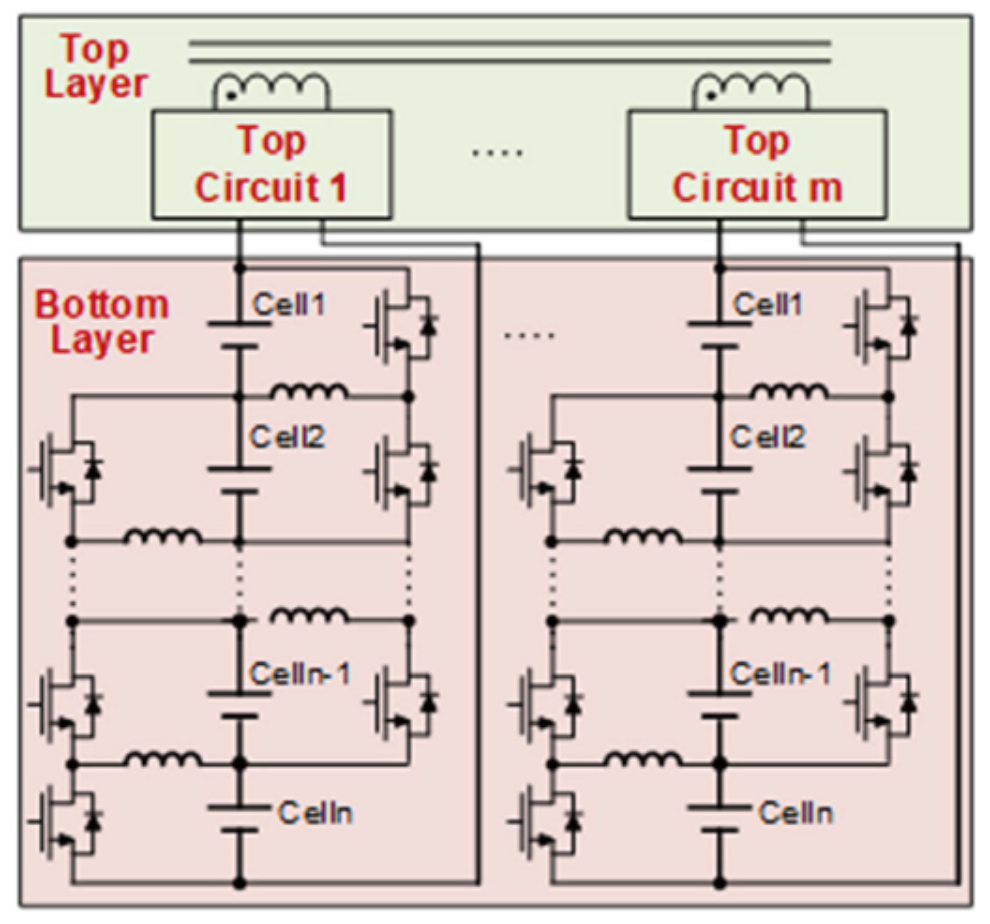 Top
Layer
Top
Circuit 1
....
Top
Circuit m
Bottom
Layer
Cell1
Cell2
Celln-1
Celln
....
Cell1
Cell2
Celln-1
Celln